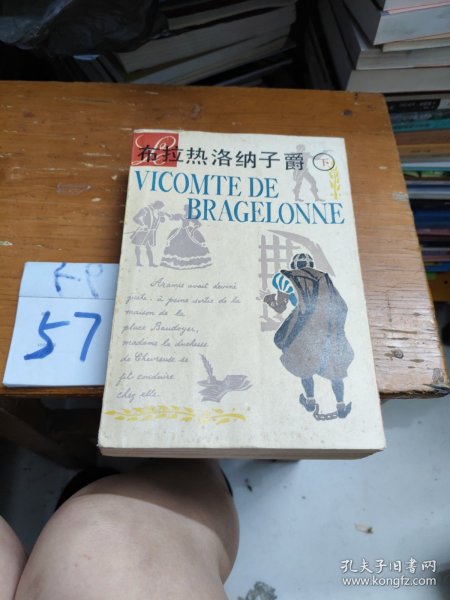 布拉热洛纳子爵 下
VICOMTE DE
BRAGELONNE
Aramis avait deviné
juste: à peine sortie de la
maison de la
place Baudoyer,
madame la duchesse
de Chevreuse se
fit conduire
chez elle.
57
孔夫子旧书网
www.kongfz.com